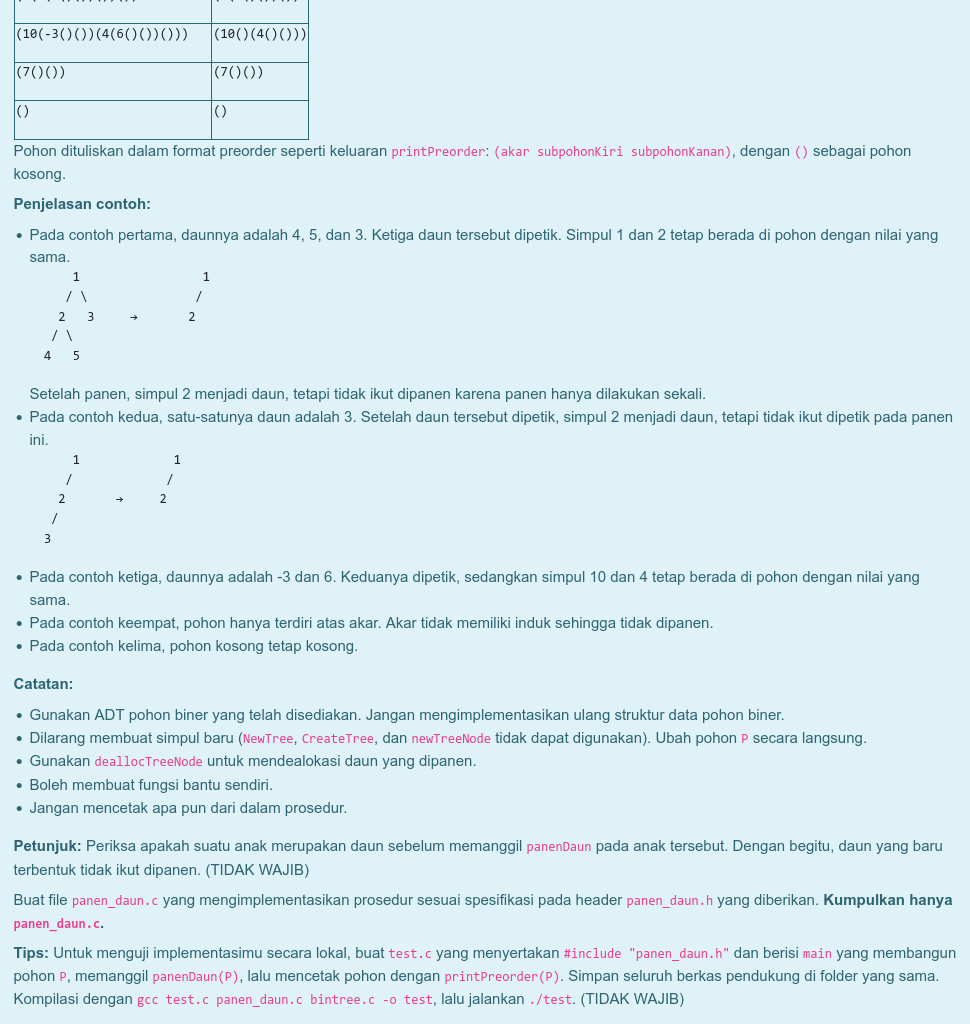 (10(-3()())(4(6()())())) (10()(4()()))
(7()()) (7()())
() ()
Pohon dituliskan dalam format preorder seperti keluaran printPreorder: (akar subpohonKiri subpohonKanan), dengan () sebagai pohon
kosong.
Penjelasan contoh:
• Pada contoh pertama, daunnya adalah 4, 5, dan 3. Ketiga daun tersebut dipetik. Simpul 1 dan 2 tetap berada di pohon dengan nilai yang
sama.
1 1
/ \ /
2 3 → 2
/ \
4 5
Setelah panen, simpul 2 menjadi daun, tetapi tidak ikut dipanen karena panen hanya dilakukan sekali.
• Pada contoh kedua, satu-satunya daun adalah 3. Setelah daun tersebut dipetik, simpul 2 menjadi daun, tetapi tidak ikut dipetik pada panen
ini.
1 1
/ /
2 → 2
/
3
• Pada contoh ketiga, daunnya adalah -3 dan 6. Keduanya dipetik, sedangkan simpul 10 dan 4 tetap berada di pohon dengan nilai yang
sama.
• Pada contoh keempat, pohon hanya terdiri atas akar. Akar tidak memiliki induk sehingga tidak dipanen.
• Pada contoh kelima, pohon kosong tetap kosong.
Catatan:
• Gunakan ADT pohon biner yang telah disediakan. Jangan mengimplementasikan ulang struktur data pohon biner.
• Dilarang membuat simpul baru (NewTree, CreateTree, dan newTreeNode tidak dapat digunakan). Ubah pohon P secara langsung.
• Gunakan deallocTreeNode untuk mendealokasi daun yang dipanen.
• Boleh membuat fungsi bantu sendiri.
• Jangan mencetak apa pun dari dalam prosedur.
Petunjuk: Periksa apakah suatu anak merupakan daun sebelum memanggil panenDaun pada anak tersebut. Dengan begitu, daun yang baru
terbentuk tidak ikut dipanen. (TIDAK WAJIB)
Buat file panen_daun.c yang mengimplementasikan prosedur sesuai spesifikasi pada header panen_daun.h yang diberikan. Kumpulkan hanya
panen_daun.c.
Tips: Untuk menguji implementasimu secara lokal, buat test.c yang menyertakan #include "panen_daun.h" dan berisi main yang membangun
pohon P, memanggil panenDaun(P), lalu mencetak pohon dengan printPreorder(P). Simpan seluruh berkas pendukung di folder yang sama.
Kompilasi dengan gcc test.c panen_daun.c bintree.c -o test, lalu jalankan ./test. (TIDAK WAJIB)